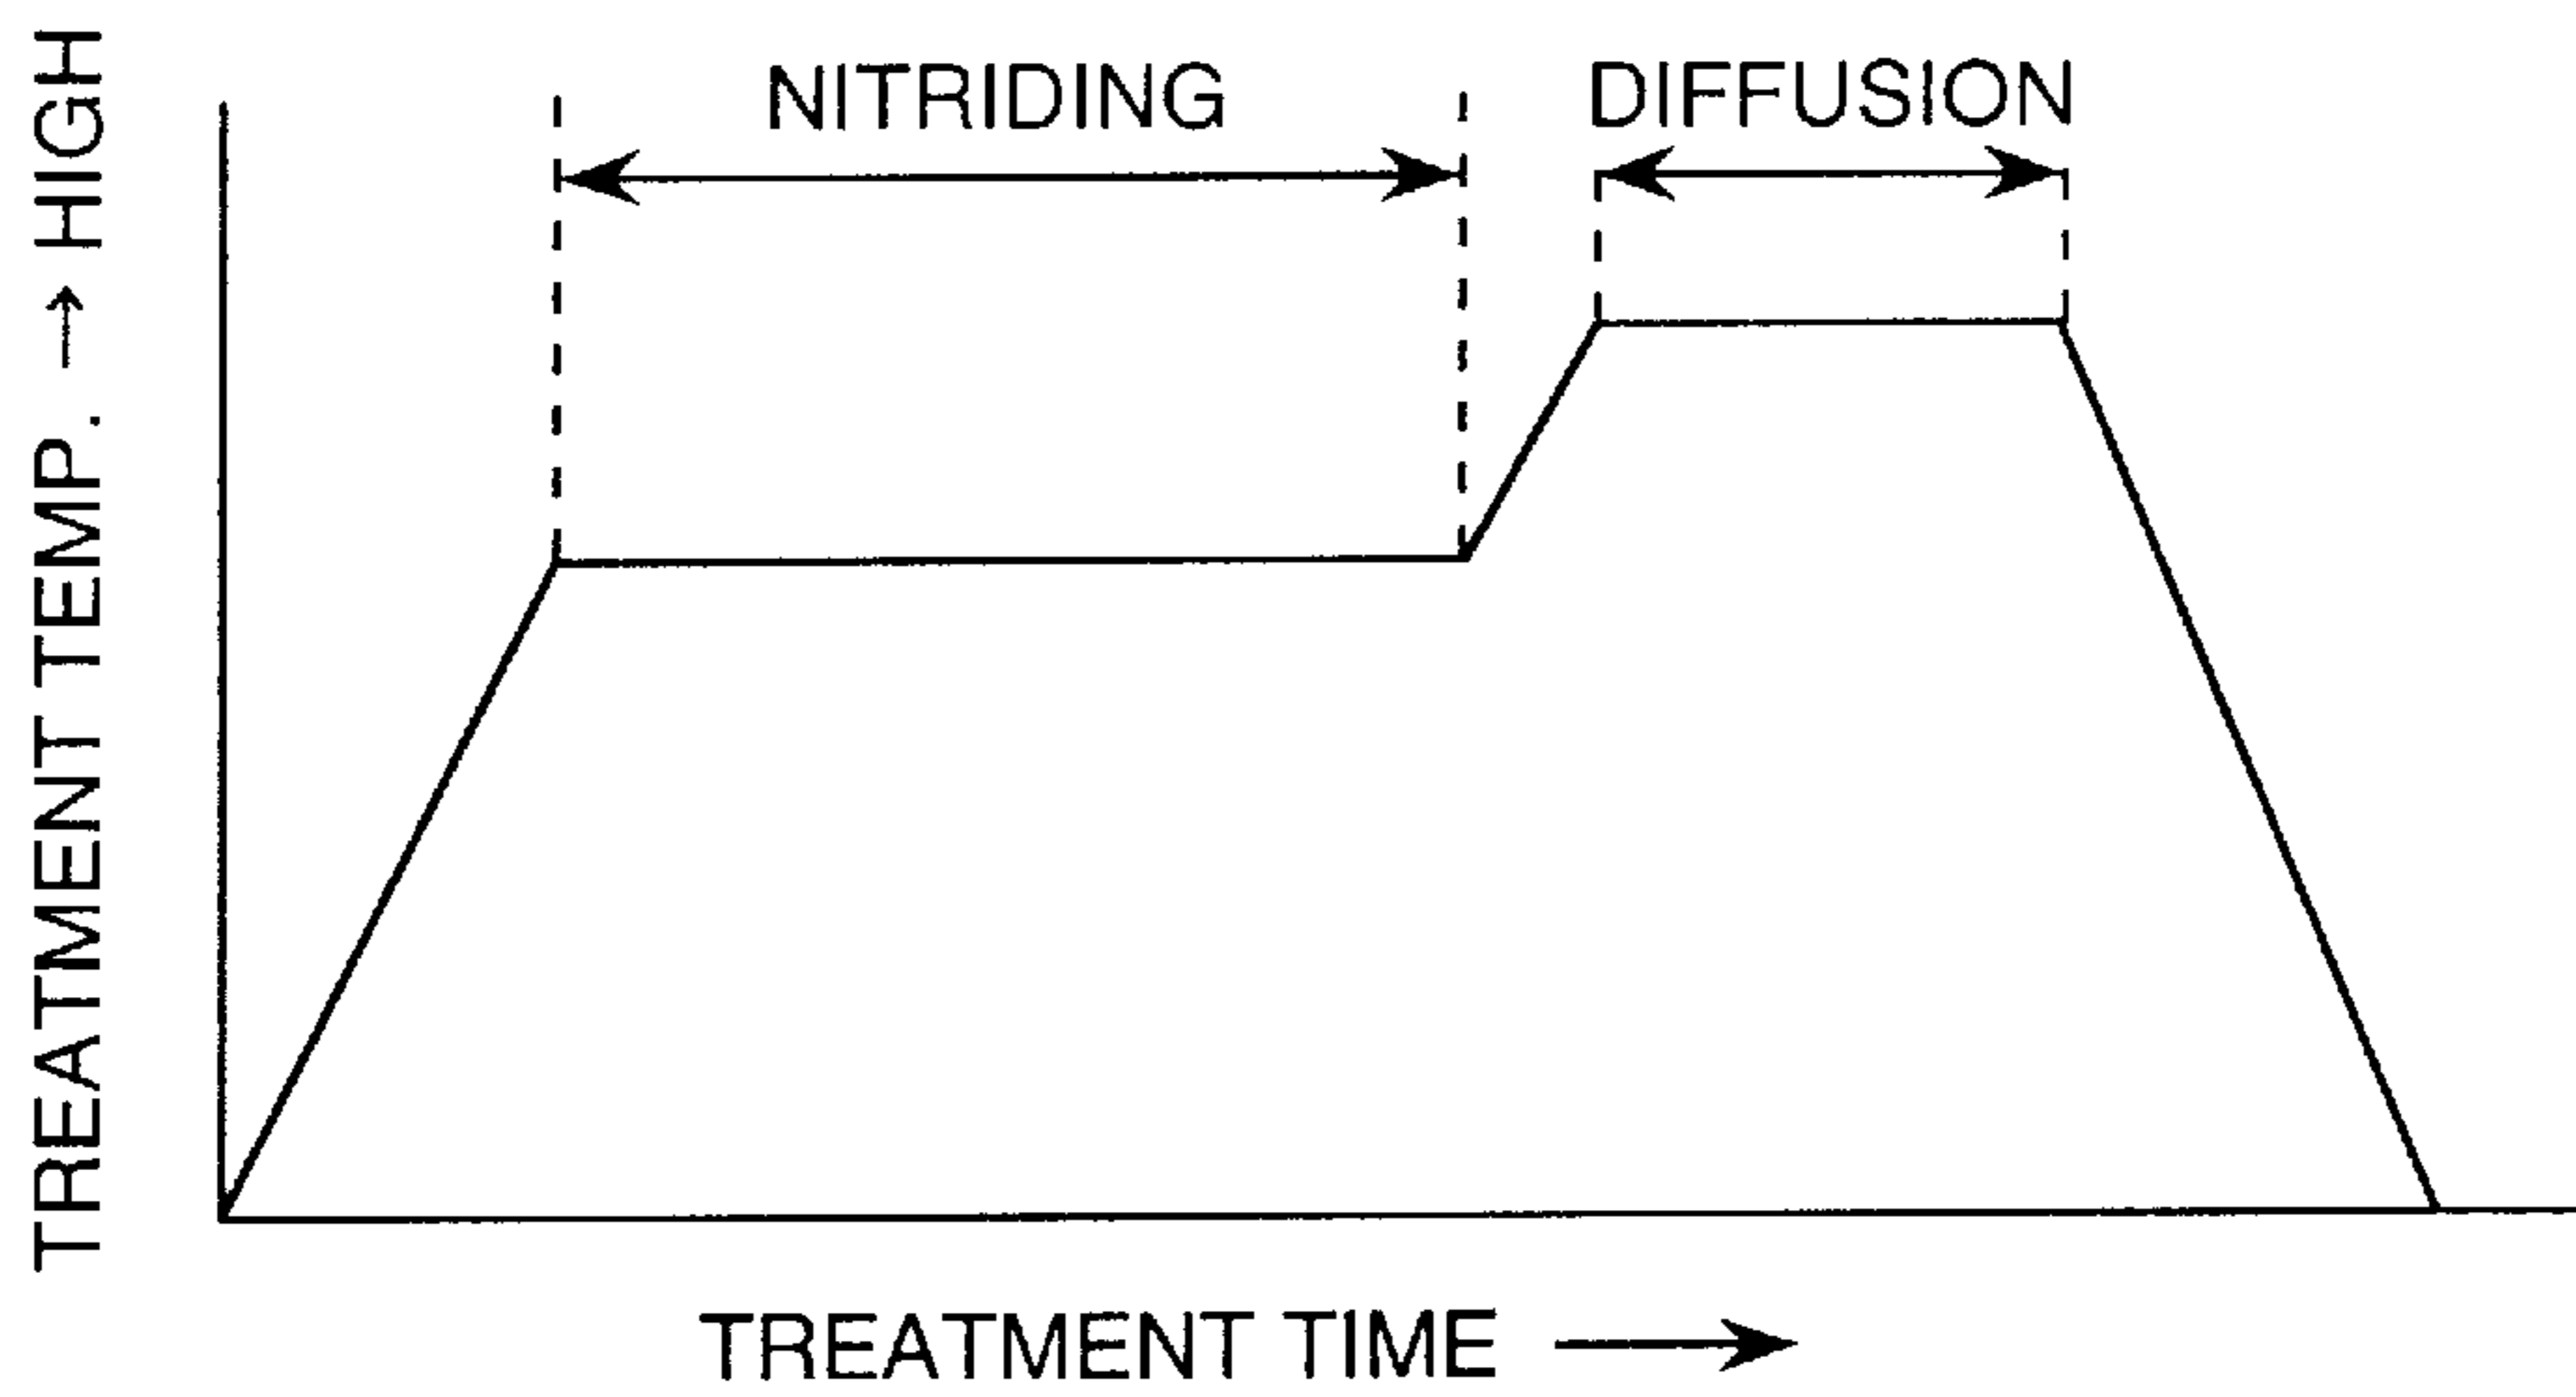 TREATMENT TEMP. → HIGH
NITRIDING
DIFFUSION
TREATMENT TIME →